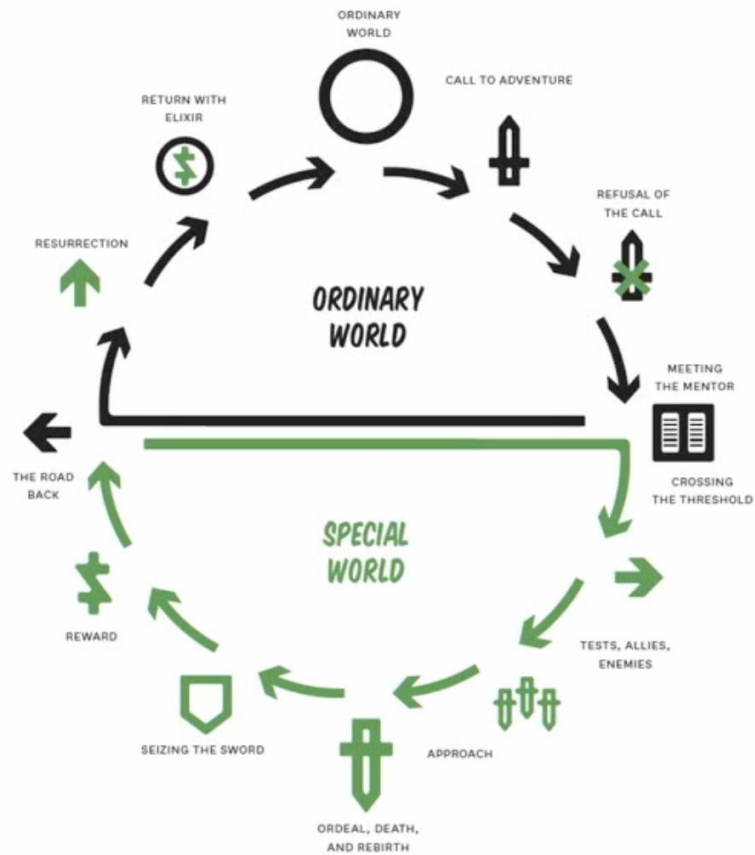 ORDINARY
WORLD
CALL TO ADVENTURE
REFUSAL OF
THE CALL
MEETING
THE MENTOR
CROSSING
THE THRESHOLD
TESTS, ALLIES,
ENEMIES
APPROACH
ORDEAL, DEATH,
AND REBIRTH
SEIZING THE SWORD
REWARD
THE ROAD
BACK
RESURRECTION
RETURN WITH
ELIXIR
ORDINARY
WORLD
SPECIAL
WORLD